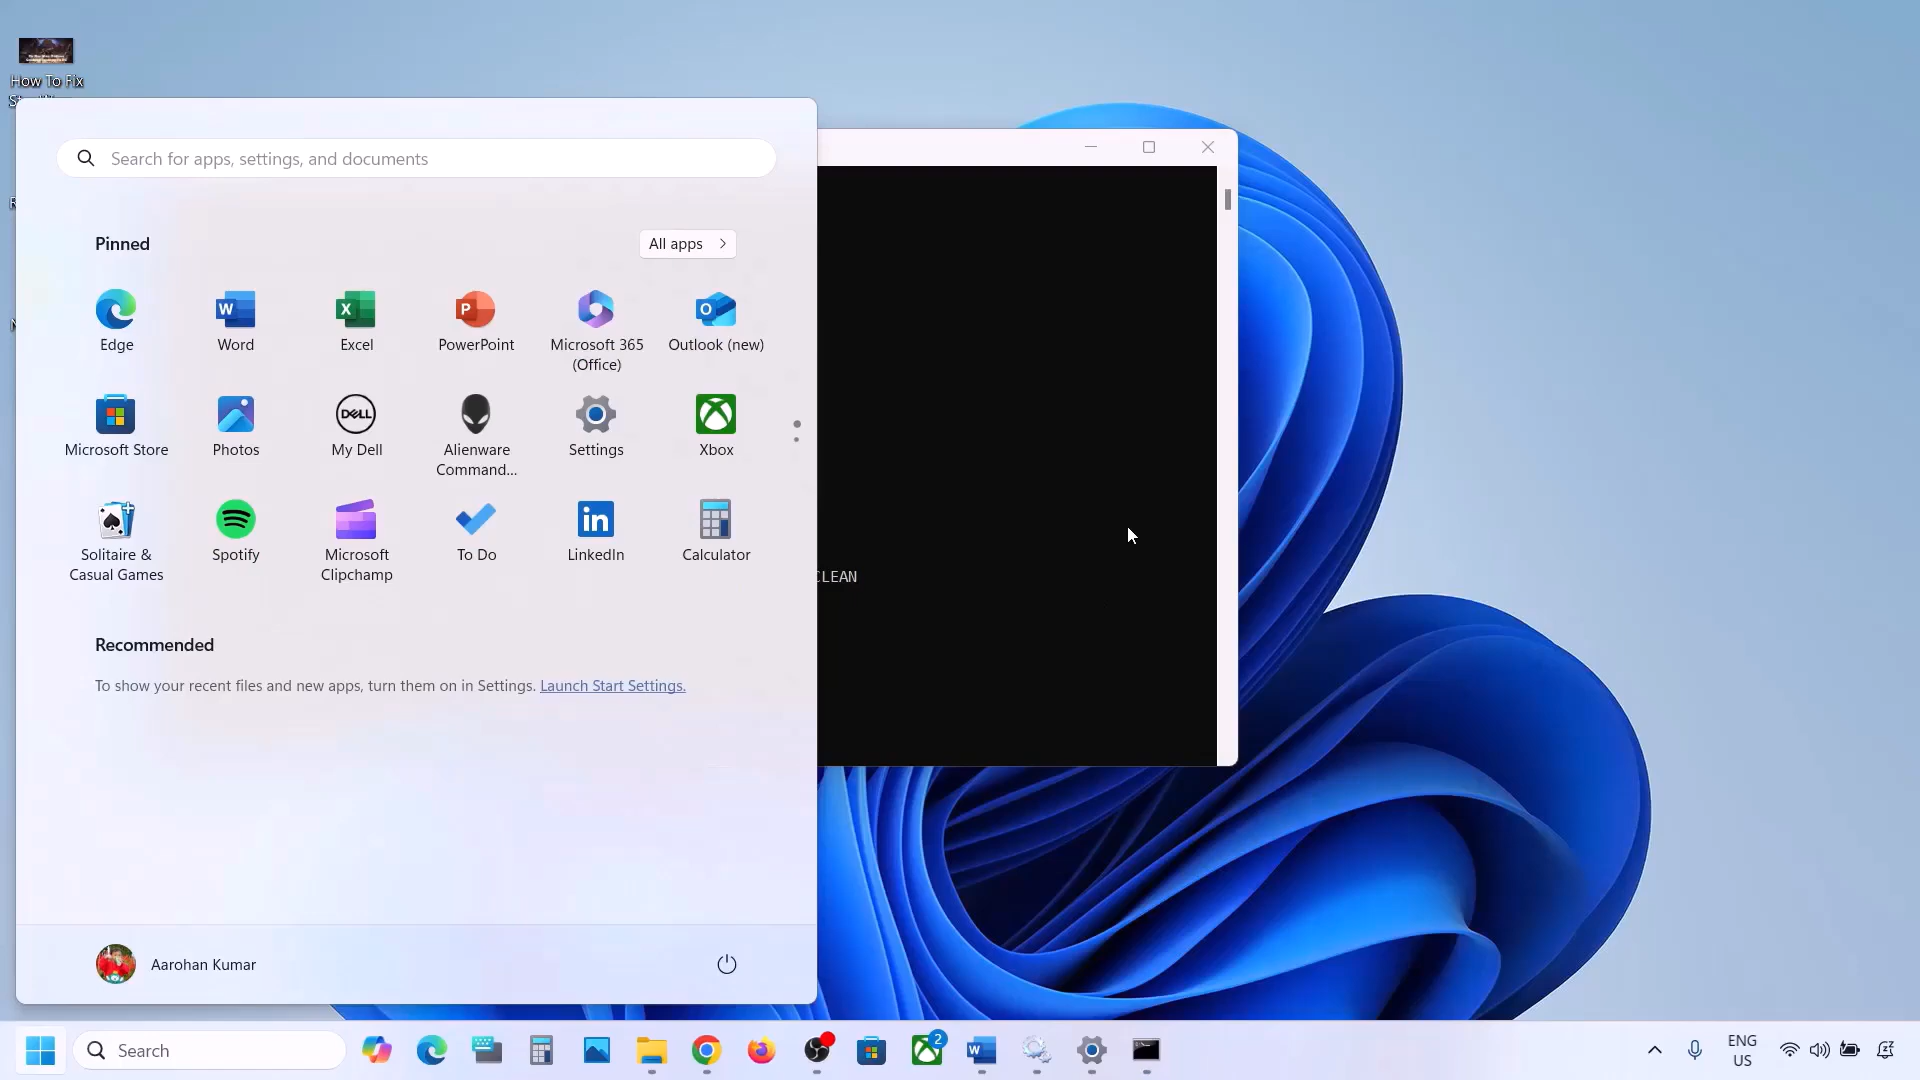 How To Fix
Search for apps, settings, and documents
Pinned
All apps
Edge
Word
Excel
PowerPoint
Microsoft 365
(Office)
Outlook (new)
Microsoft Store
Photos
DELL
My Dell
Alienware
Command...
Settings
Xbox
Solitaire &
Casual Games
Spotify
Microsoft
Clipchamp
To Do
LinkedIn
Calculator
CLEAN
Recommended
To show your recent files and new apps, turn them on in Settings. Launch Start Settings.
Aarohan Kumar
Search
2
ENG
US